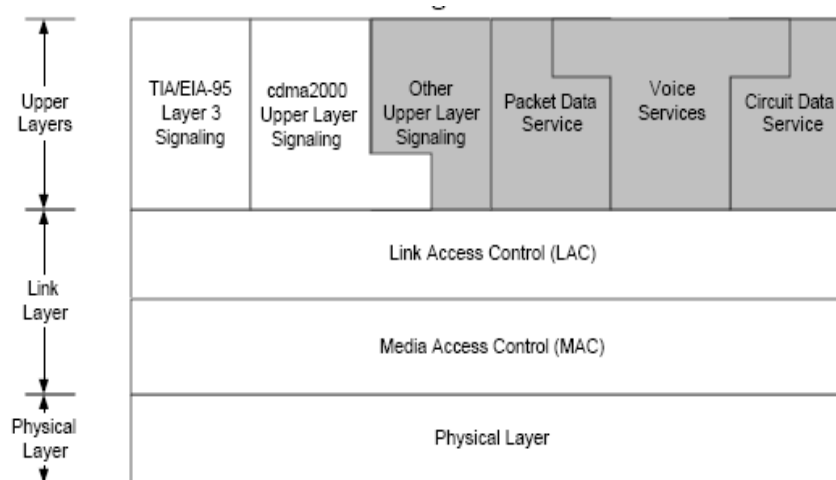 Upper
Layers
TIA/EIA-95
Layer 3
Signaling
cdma2000
Upper Layer
Signaling
Other
Upper Layer
Signaling
Packet Data
Service
Voice
Services
Circuit Data
Service
Link
Layer
Link Access Control (LAC)
Media Access Control (MAC)
Physical
Layer
Physical Layer